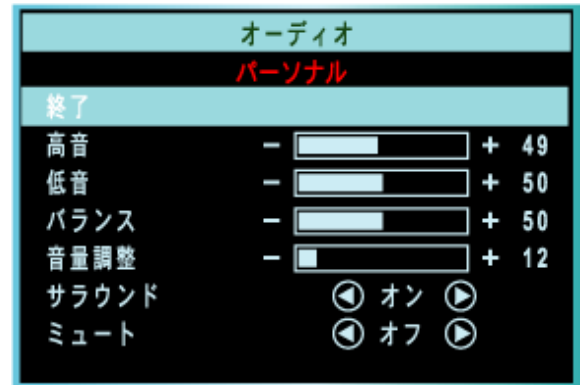 オーディオ
パーソナル
終了
高音 - + 49
低音 - + 50
バランス - + 50
音量調整 - + 12
サラウンド オン
ミュート オフ